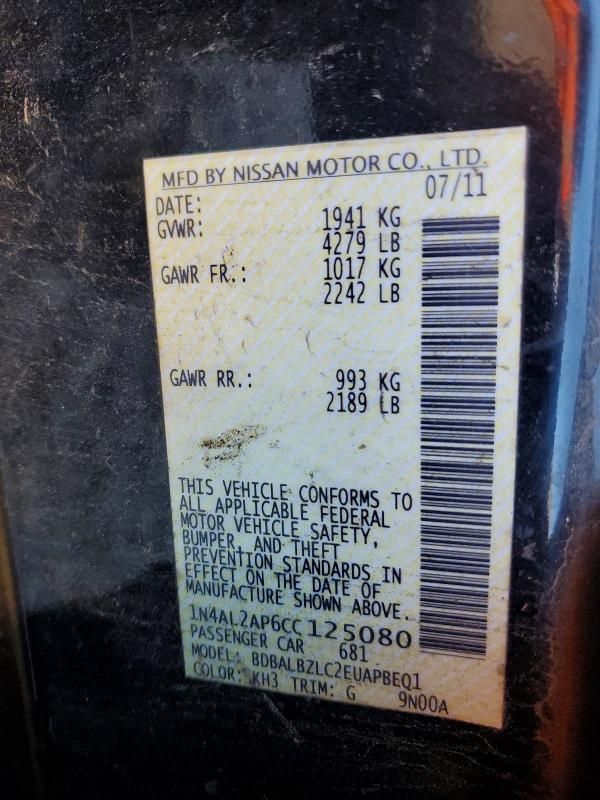 MFD BY NISSAN MOTOR CO., LTD.
DATE: 07/11
GVWR: 1941 KG
4279 LB
GAWR FR.: 1017 KG
2242 LB
GAWR RR.: 993 KG
2189 LB
THIS VEHICLE CONFORMS TO
ALL APPLICABLE FEDERAL
MOTOR VEHICLE SAFETY,
BUMPER, AND THEFT
PREVENTION STANDARDS IN
EFFECT ON THE DATE OF
MANUFACTURE SHOWN ABOVE.
1N4AL2AP6CC125080
PASSENGER CAR 681
MODEL: BDBALBZLC2EUAPBEQ1
COLOR: KH3 TRIM: G 9N00A